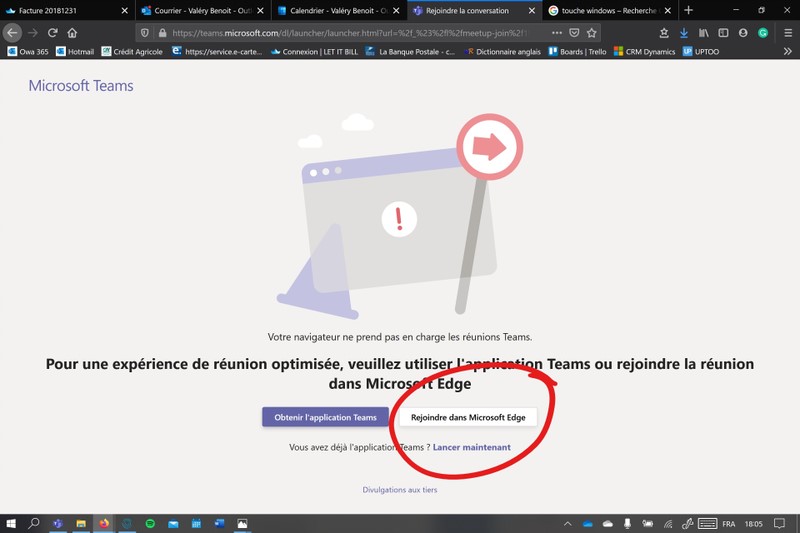 Facture 20181231
Courrier - Valéry Benoit - Out
Calendrier - Valéry Benoit - O
Rejoindre la conversation
touche windows – Recherche
https://teams.microsoft.com/dl/launcher/launcher.html?url=%2f_%23%2fl%2fmeetup-join%2f1
Owa 365
Hotmail
Crédit Agricole
https://service.e-carte...
Connexion | LET IT BILL
La Banque Postale - c...
Dictionnaire anglais
Boards | Trello
CRM Dynamics
UPTOO
Microsoft Teams
!
Votre navigateur ne prend pas en charge les réunions Teams.
Pour une expérience de réunion optimisée, veuillez utiliser l'application Teams ou rejoindre la réunion
dans Microsoft Edge
Obtenir l'application Teams
Rejoindre dans Microsoft Edge
Vous avez déjà l'application Teams ? Lancer maintenant
Divulgations aux tiers
FRA
18:05